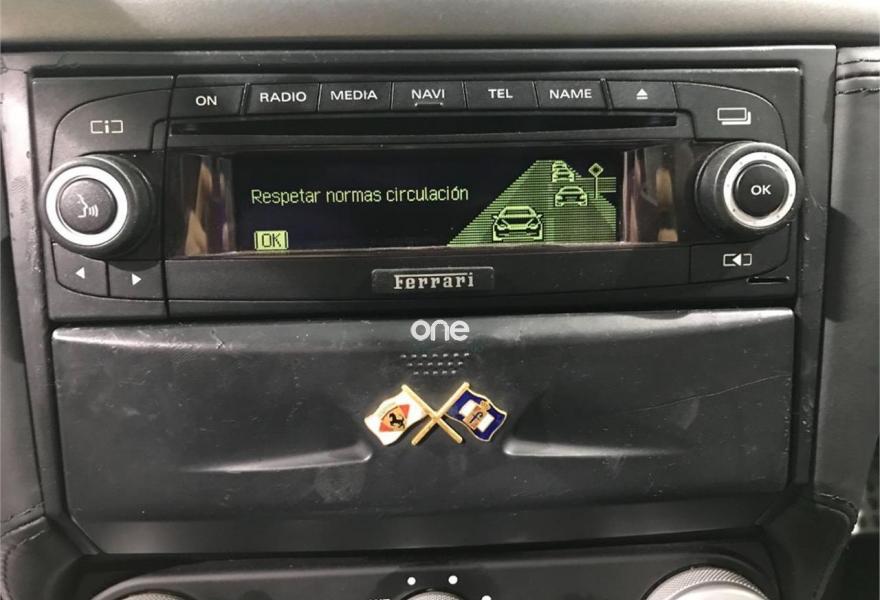 ON RADIO MEDIA NAVI TEL NAME
Respetar normas circulación
OK
OK
Ferrari
one